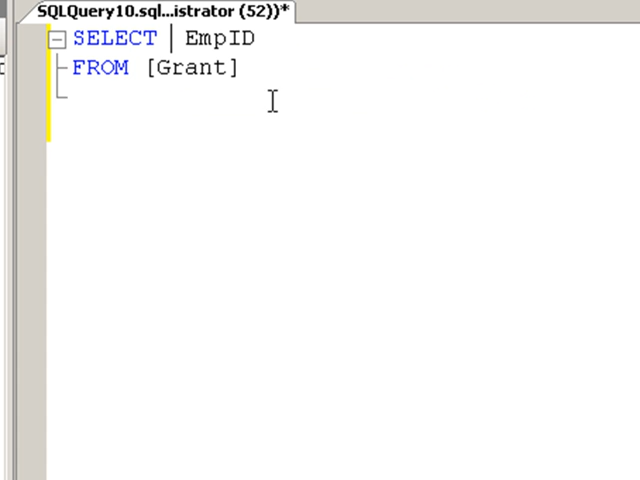 SQLQuery10.sql...istrator (52))*
SELECT EmpID
FROM [Grant]